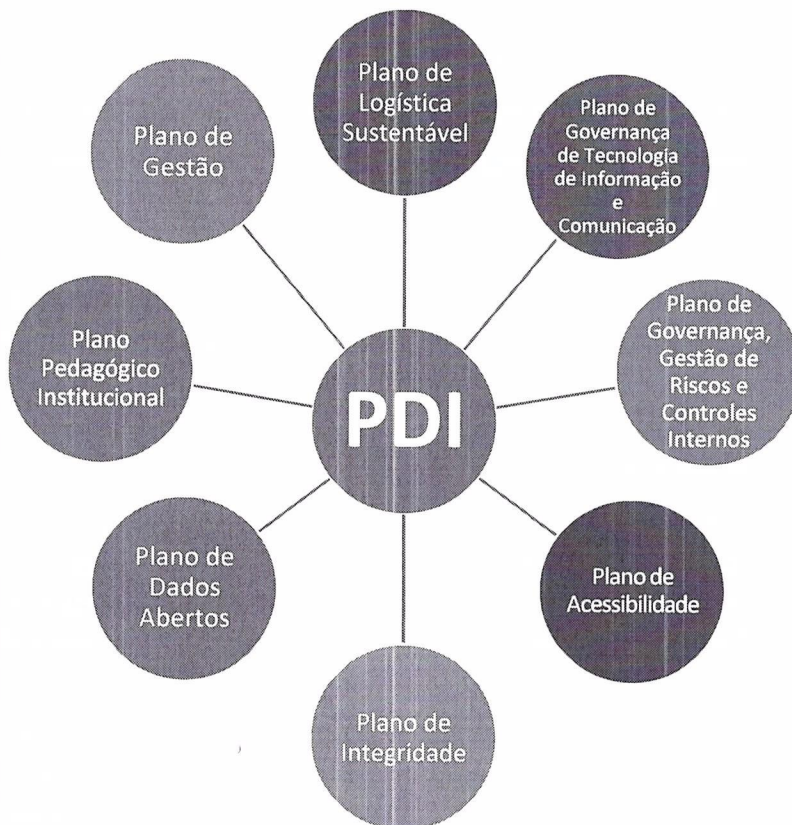 Plano de
Logística
Sustentável
Plano de
Governança
de Tecnologia
de Informação
e
Comunicação
Plano de
Governança,
Gestão de
Riscos e
Controles
Internos
Plano de
Acessibilidade
Plano de
Integridade
Plano de
Dados
Abertos
Plano
Pedagógico
Institucional
Plano de
Gestão
PDI